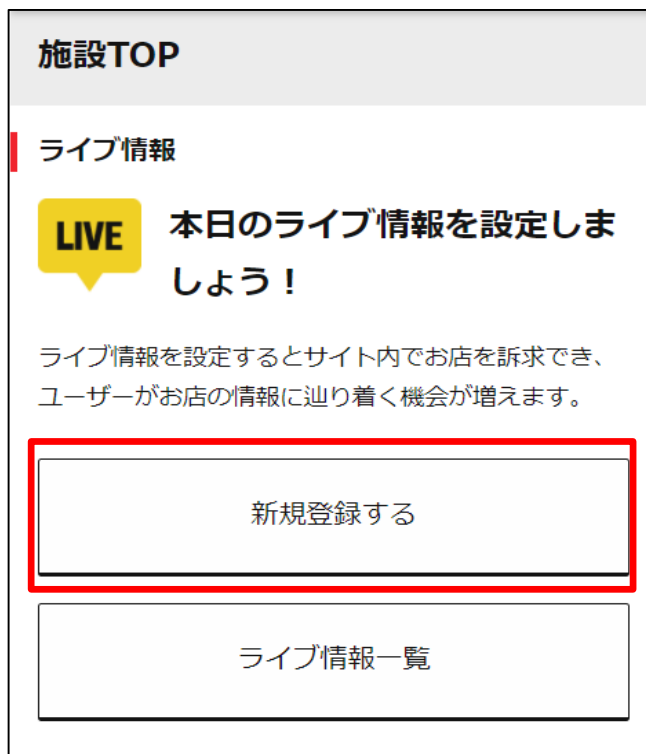 施設TOP
ライブ情報
LIVE
本日のライブ情報を設定しま
しょう！
ライブ情報を設定するとサイト内でお店を訴求でき、
ユーザーがお店の情報に辿り着く機会が増えます。
新規登録する
ライブ情報一覧